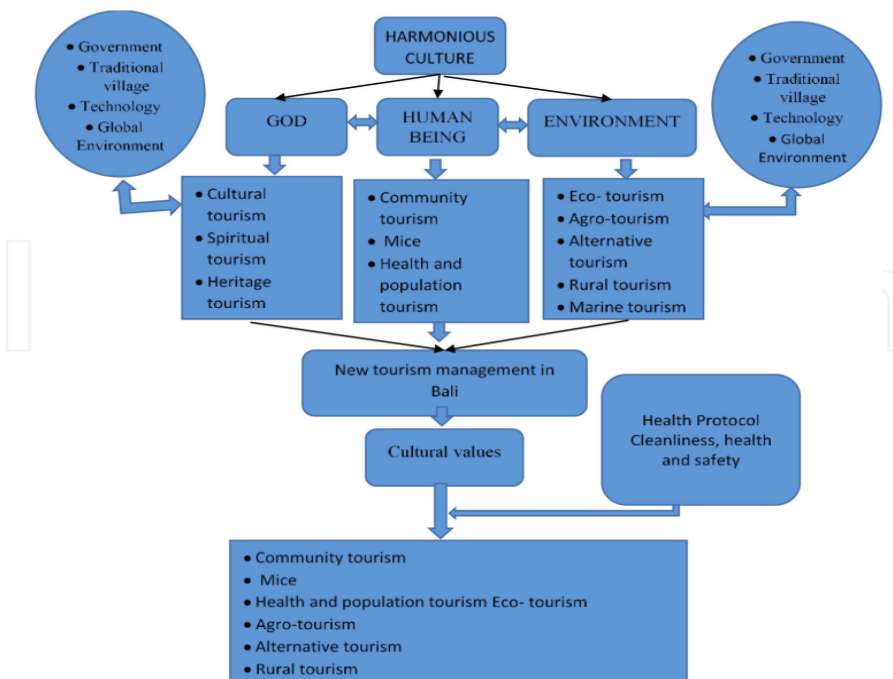 HARMONIOUS
CULTURE
• Government
• Traditional
village
• Technology
• Global
Environment
• Government
• Traditional
village
• Technology
• Global
Environment
GOD
HUMAN
BEING
ENVIRONMENT
• Cultural
tourism
• Spiritual
tourism
• Heritage
tourism
• Community
tourism
• Mice
• Health and
population
tourism
• Eco- tourism
• Agro-tourism
• Alternative
tourism
• Rural tourism
• Marine tourism
New tourism management in
Bali
Health Protocol
Cleanliness, health
and safety
Cultural values
• Community tourism
• Mice
• Health and population tourism Eco- tourism
• Agro-tourism
• Alternative tourism
• Rural tourism